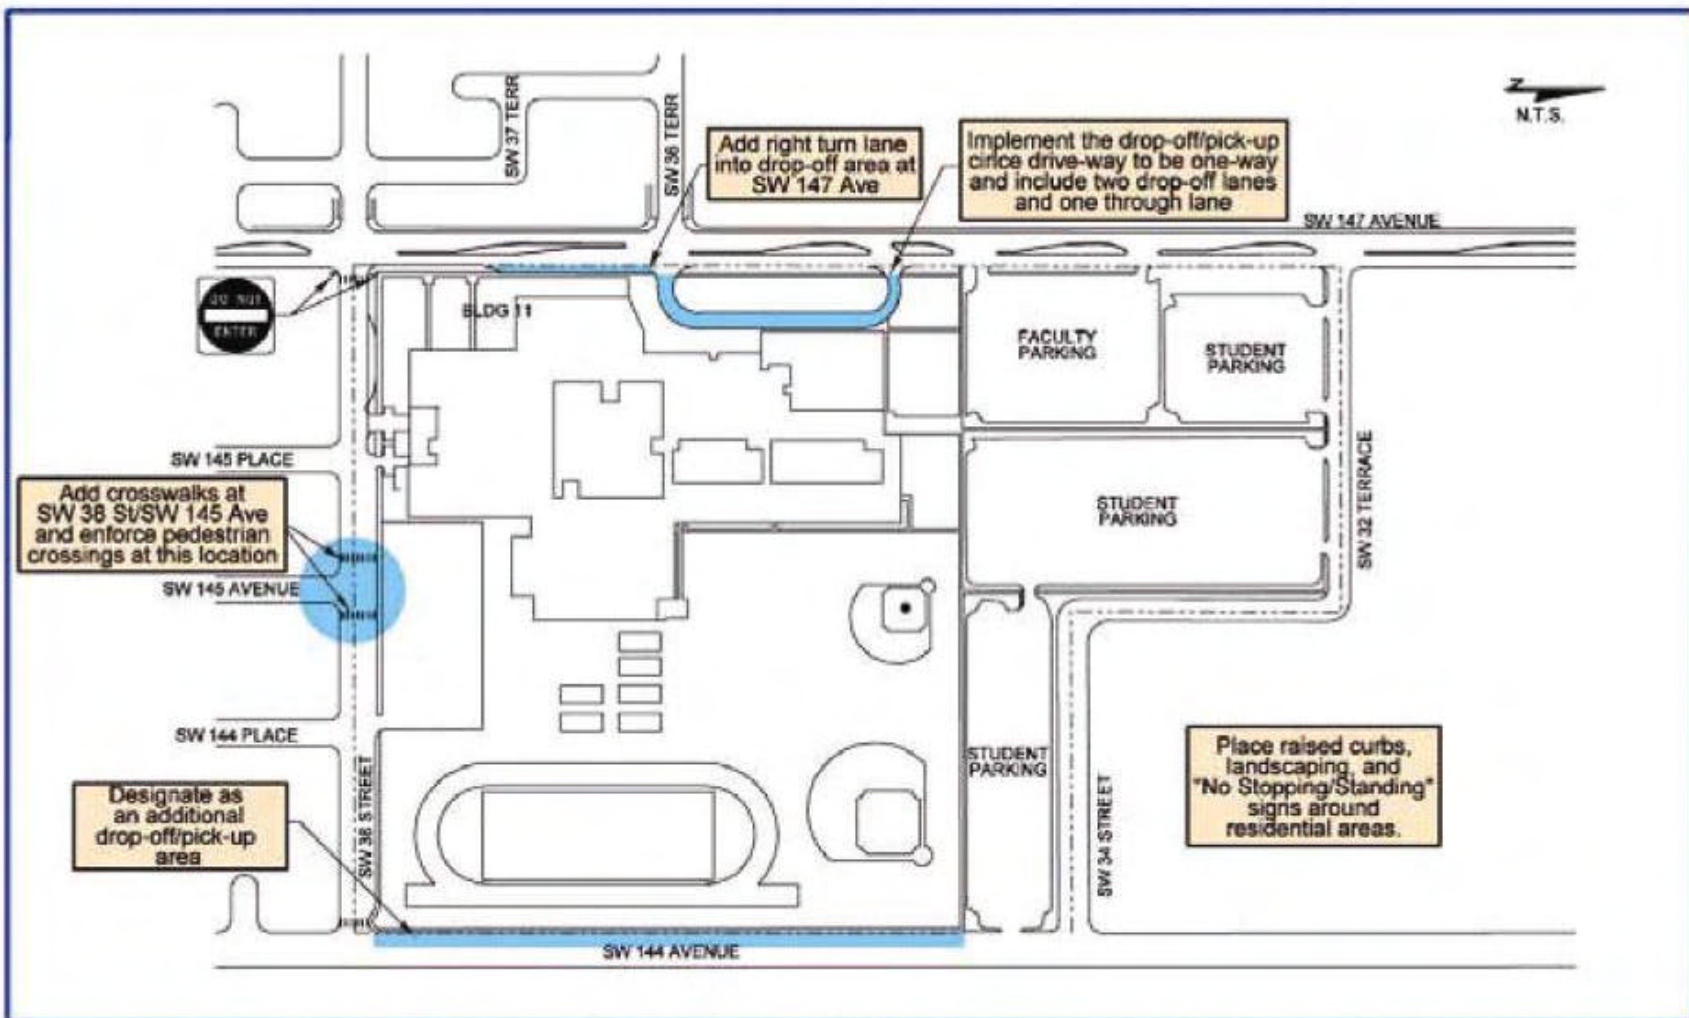 Z
N.T.S.
SW 37 TERR
SW 36 TERR
Add right turn lane
into drop-off area at
SW 147 Ave
Implement the drop-off/pick-up
cirlce drive-way to be one-way
and include two drop-off lanes
and one through lane
SW 147 AVENUE
DO NOT
ENTER
BLDG 11
FACULTY
PARKING
STUDENT
PARKING
SW 145 PLACE
Add crosswalks at
SW 38 St/SW 145 Ave
and enforce pedestrian
crossings at this location
STUDENT
PARKING
SW 32 TERRACE
SW 145 AVENUE
SW 144 PLACE
STUDENT
PARKING
Place raised curbs,
landscaping, and
"No Stopping/Standing"
signs around
residential areas.
Designate as
an additional
drop-off/pick-up
area
SW 38 STREET
SW 34 STREET
SW 144 AVENUE